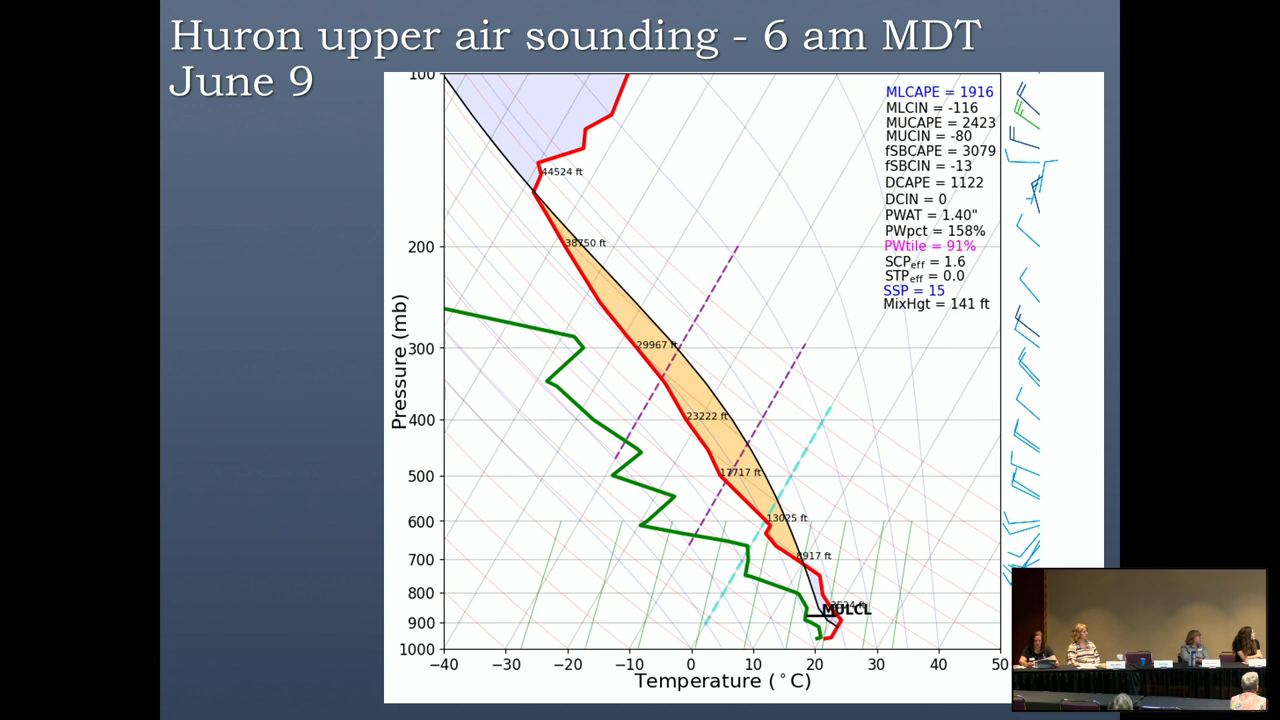 Huron upper air sounding - 6 am MDT
June 9
MLCAPE = 1916
MLCIN = -116
MUCAPE = 2423
MUCIN = -80
fSBCAPE = 3079
fSBCIN = -13
DCAPE = 1122
DCIN = 0
PWAT = 1.40"
PWpct = 158%
PWtile = 91%
SCPeff = 1.6
STPeff = 0.0
SSP = 15
MixHgt = 141 ft
100
44524 ft
200
38750 ft
300
29967 ft
400
23222 ft
500
17717 ft
600
13025 ft
700
8917 ft
800
900
1000
Pressure (mb)
−40 −30 −20 −10 0 10 20 30 40 50
Temperature (°C)